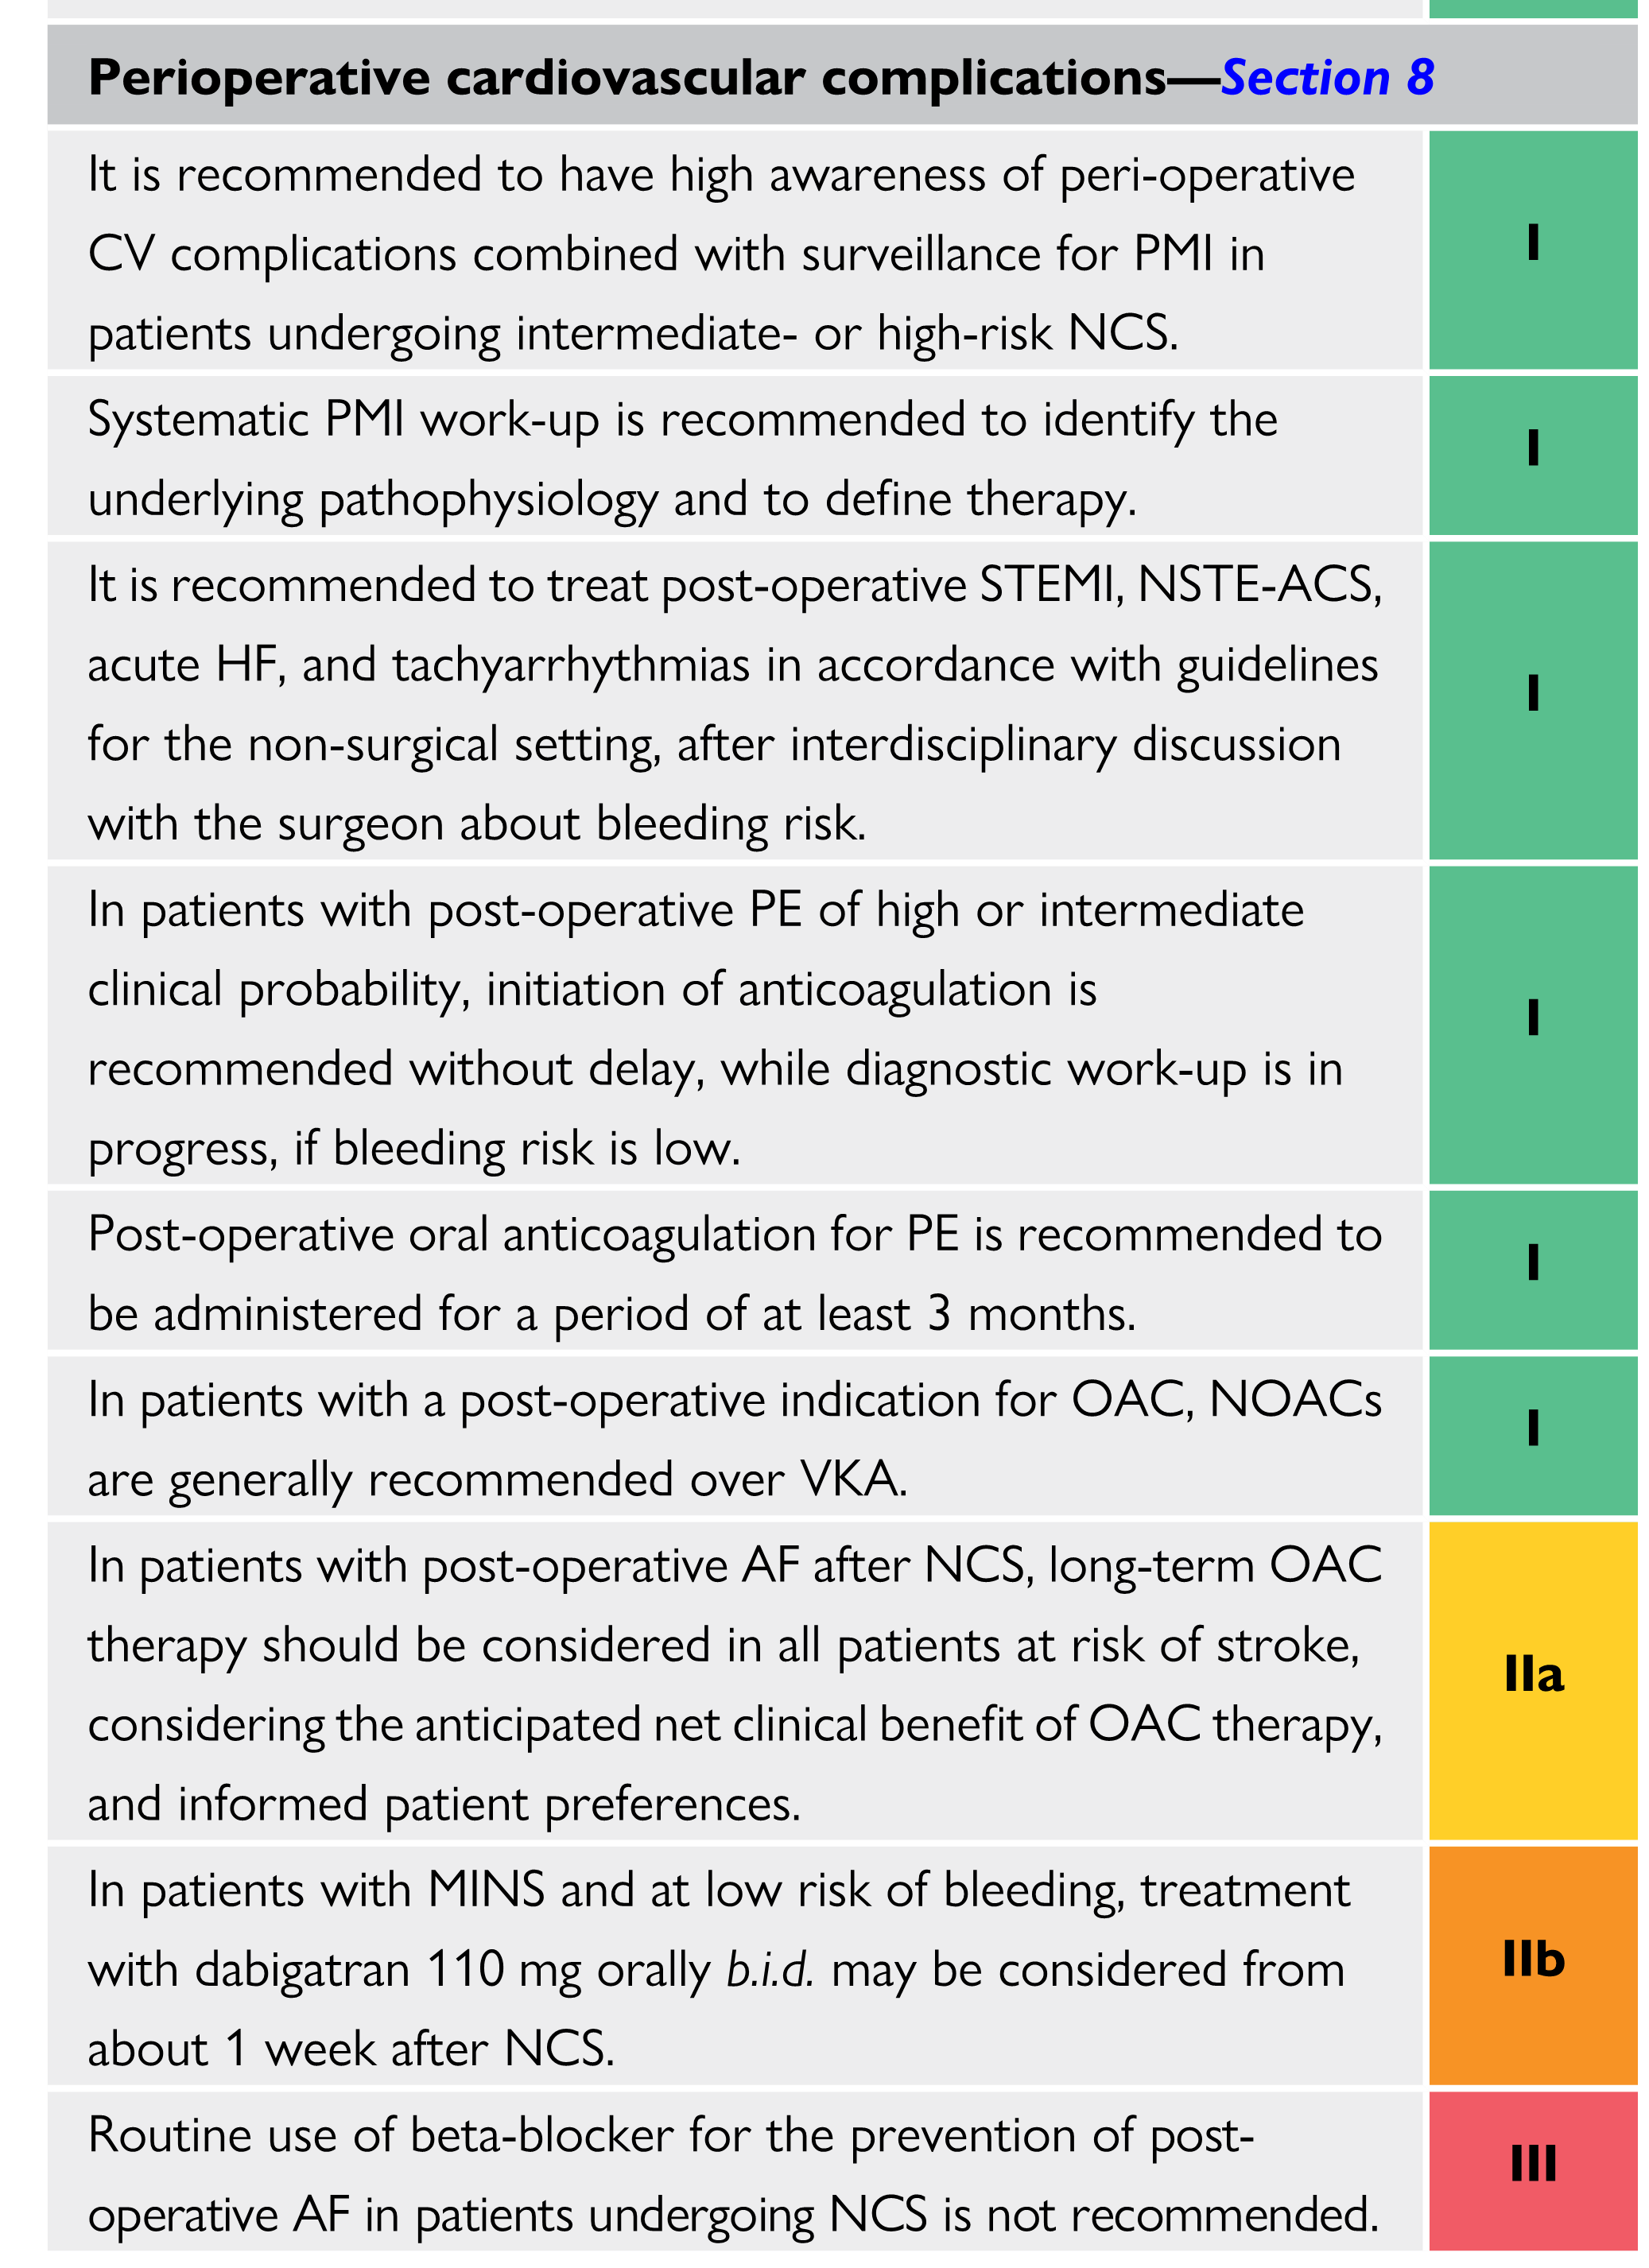 Perioperative cardiovascular complications—Section 8
It is recommended to have high awareness of peri-operative
CV complications combined with surveillance for PMI in
patients undergoing intermediate- or high-risk NCS.
I
Systematic PMI work-up is recommended to identify the
underlying pathophysiology and to define therapy.
I
It is recommended to treat post-operative STEMI, NSTE-ACS,
acute HF, and tachyarrhythmias in accordance with guidelines
for the non-surgical setting, after interdisciplinary discussion
with the surgeon about bleeding risk.
I
In patients with post-operative PE of high or intermediate
clinical probability, initiation of anticoagulation is
recommended without delay, while diagnostic work-up is in
progress, if bleeding risk is low.
I
Post-operative oral anticoagulation for PE is recommended to
be administered for a period of at least 3 months.
I
In patients with a post-operative indication for OAC, NOACs
are generally recommended over VKA.
I
In patients with post-operative AF after NCS, long-term OAC
therapy should be considered in all patients at risk of stroke,
considering the anticipated net clinical benefit of OAC therapy,
and informed patient preferences.
IIa
In patients with MINS and at low risk of bleeding, treatment
with dabigatran 110 mg orally b.i.d. may be considered from
about 1 week after NCS.
IIb
Routine use of beta-blocker for the prevention of post-
operative AF in patients undergoing NCS is not recommended.
III